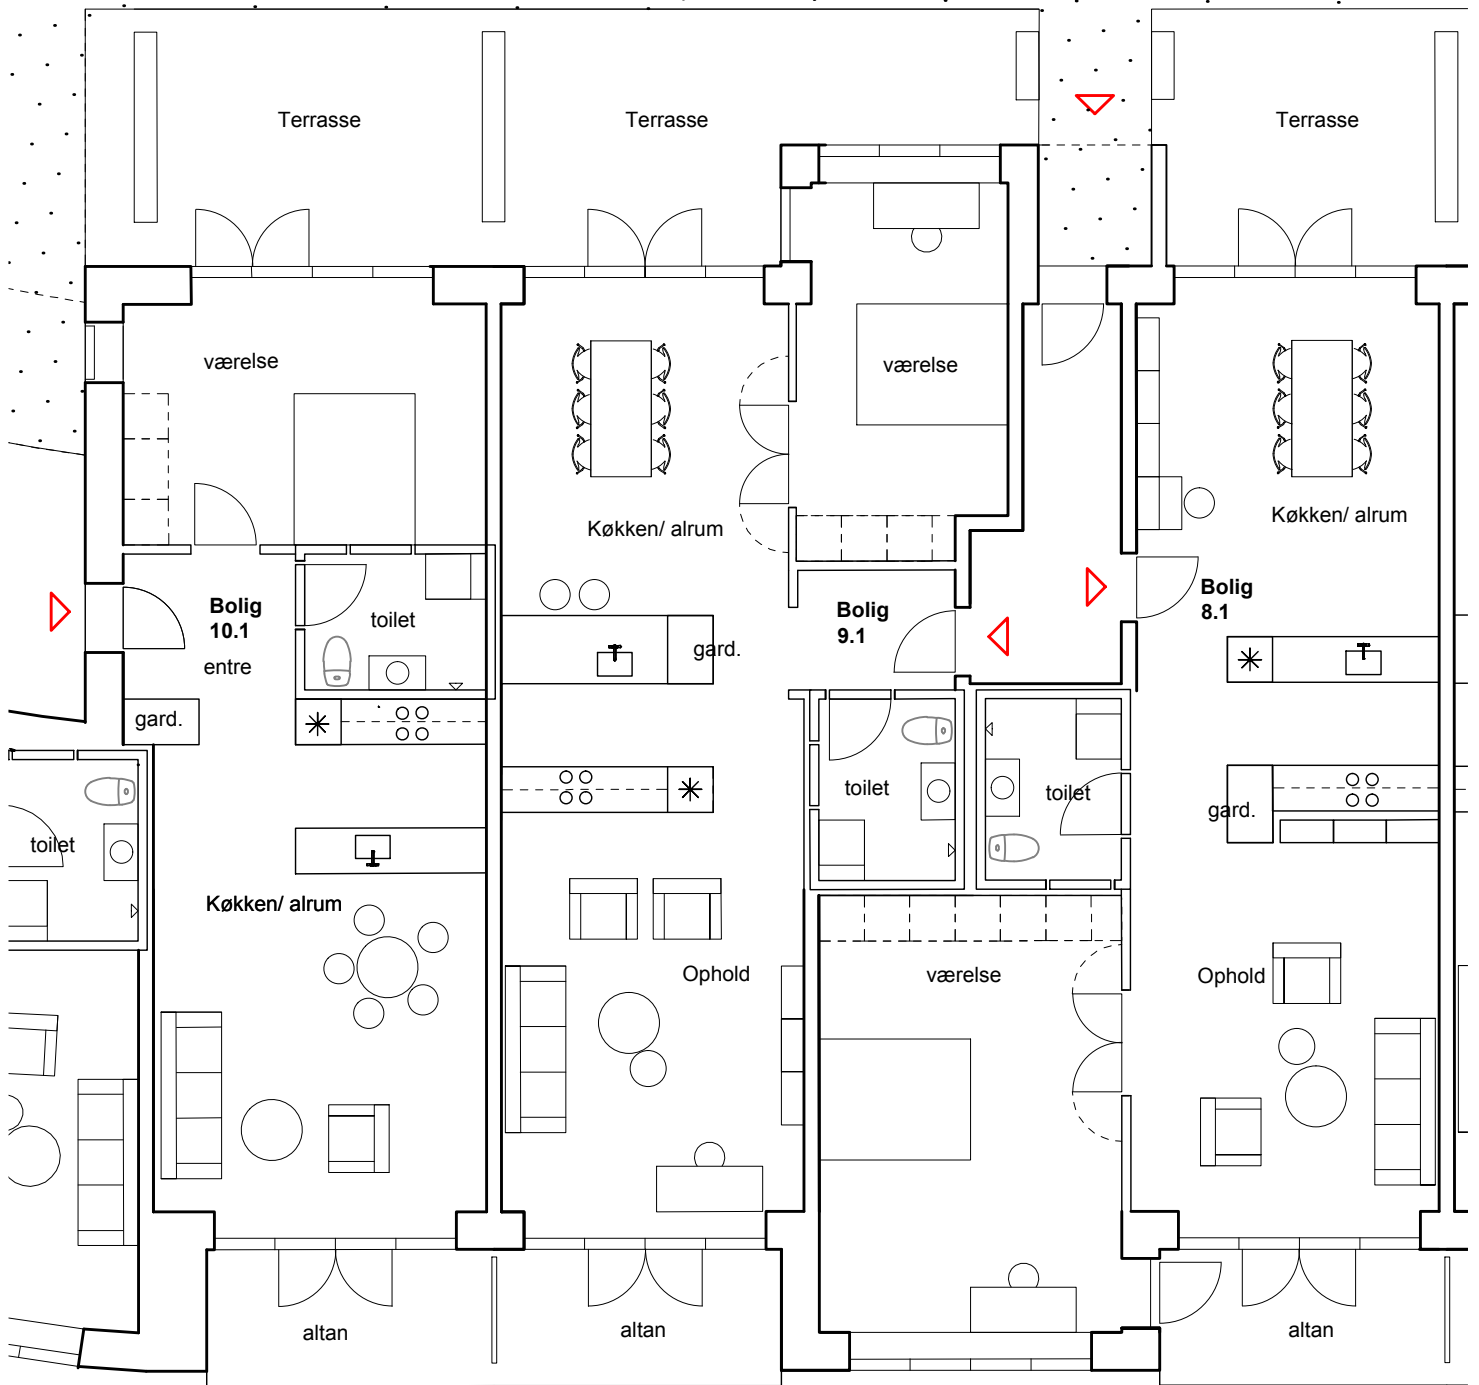 Terrasse
Terrasse
Terrasse
værelse
værelse
Køkken/ alrum
Køkken/ alrum
Bolig
10.1
entre
toilet
gard.
Bolig
9.1
Bolig
8.1
gard.
toilet
toilet
toilet
gard.
Køkken/ alrum
Ophold
værelse
Ophold
altan
altan
altan